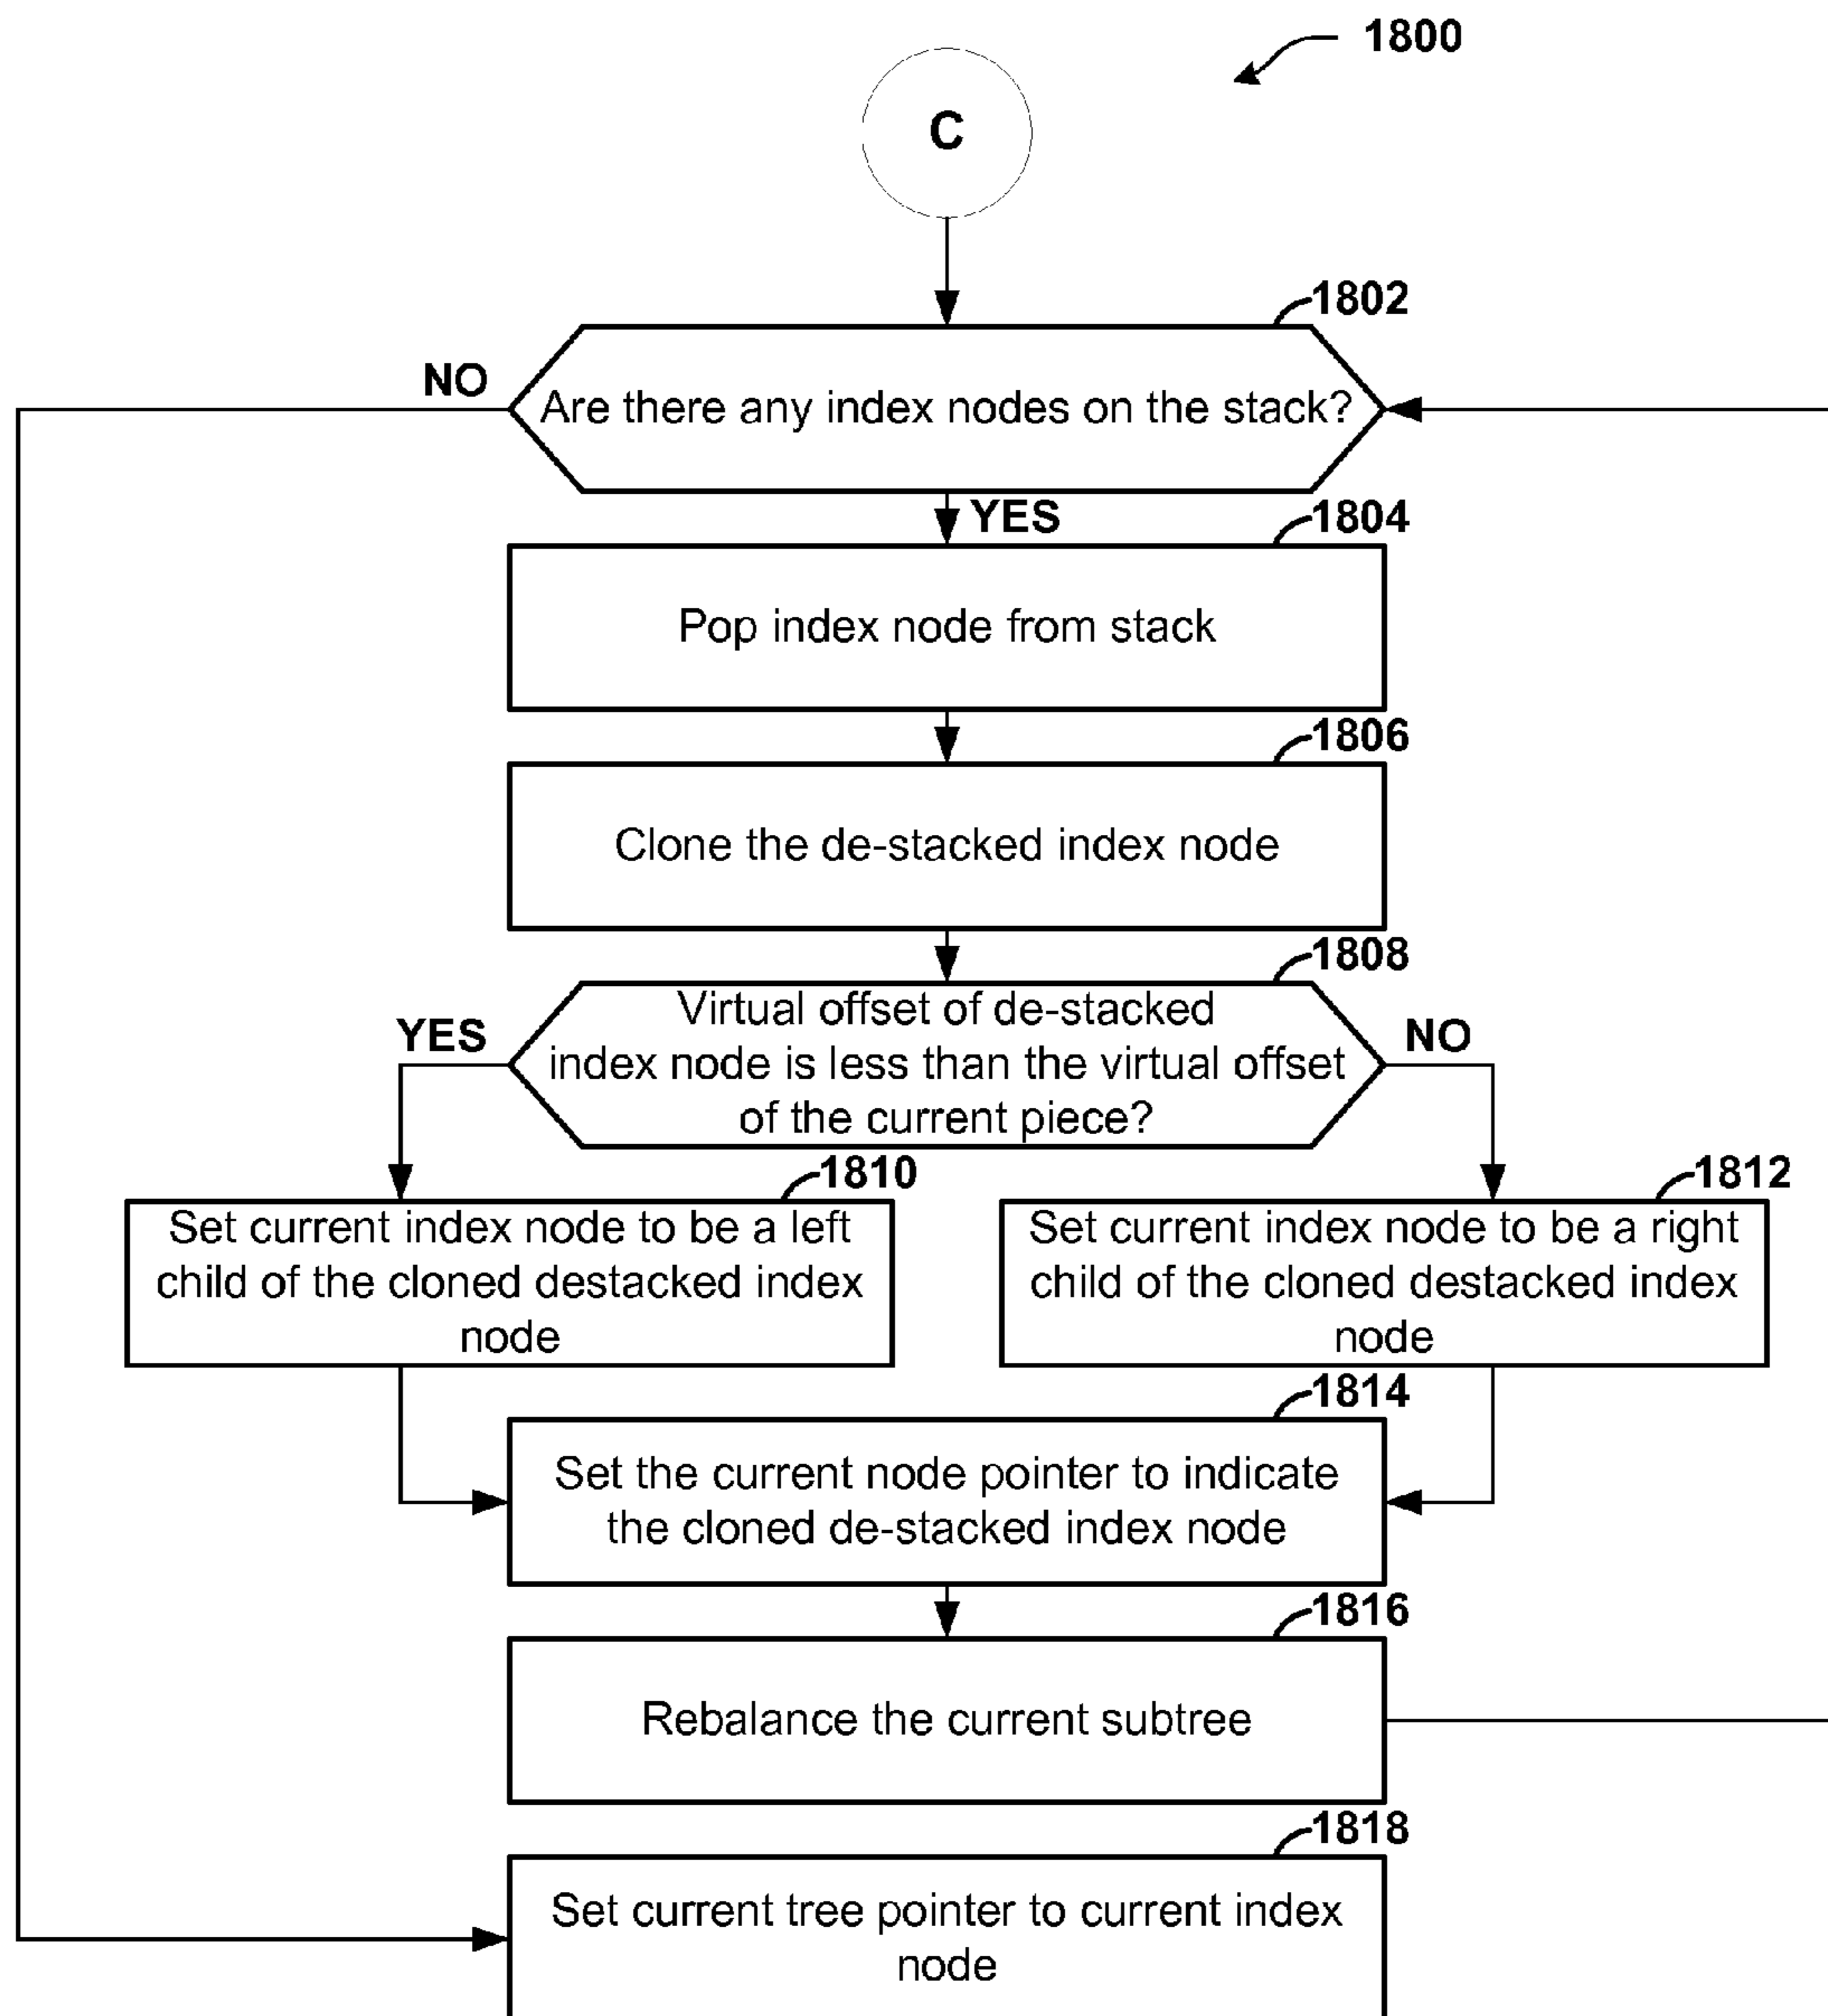 1800
C
1802
NO
Are there any index nodes on the stack?
YES
1804
Pop index node from stack
1806
Clone the de-stacked index node
1808
Virtual offset of de-stacked
index node is less than the virtual offset
of the current piece?
YES
NO
1810
Set current index node to be a left
child of the cloned destacked index
node
1812
Set current index node to be a right
child of the cloned destacked index
node
1814
Set the current node pointer to indicate
the cloned de-stacked index node
1816
Rebalance the current subtree
1818
Set current tree pointer to current index
node